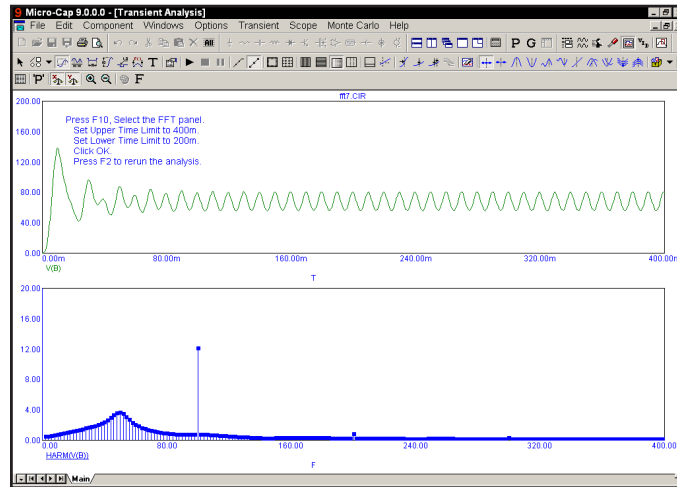 9 Micro-Cap 9.0.0.0 - [Transient Analysis]
File Edit Component Windows Options Transient Scope Monte Carlo Help
T P G
'P' F
fft7.CIR
200.00
160.00
120.00
80.00
40.00
0.00
Press F10, Select the FFT panel.
Set Upper Time Limit to 400m.
Set Lower Time Limit to 200m.
Click OK.
Press F2 to rerun the analysis.
0.00m 80.00m 160.00m 240.00m 320.00m 400.00m
V(B)
T
20.00
16.00
12.00
8.00
4.00
0.00
0.00 80.00 160.00 240.00 320.00 400.00
HARM(V(B))
F
Main